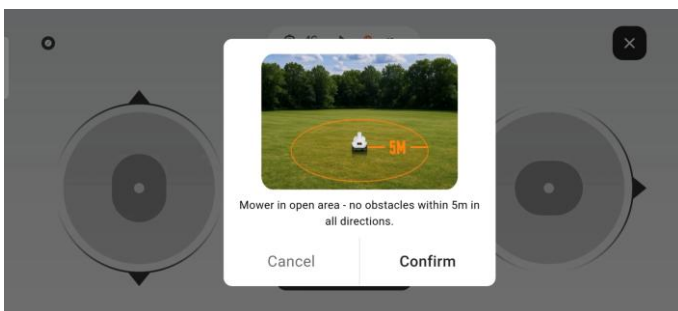 5M
Mower in open area - no obstacles within 5m in
all directions.
Cancel
Confirm